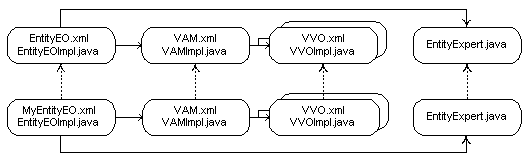 EntityEO.xml
EntityEOImpl.java
VAM.xml
VAMImpl.java
VVO.xml
VVOImpl.java
EntityExpert.java
MyEntityEO.xml
EntityEOImpl.java
VAM.xml
VAMImpl.java
VVO.xml
VVOImpl.java
EntityExpert.java